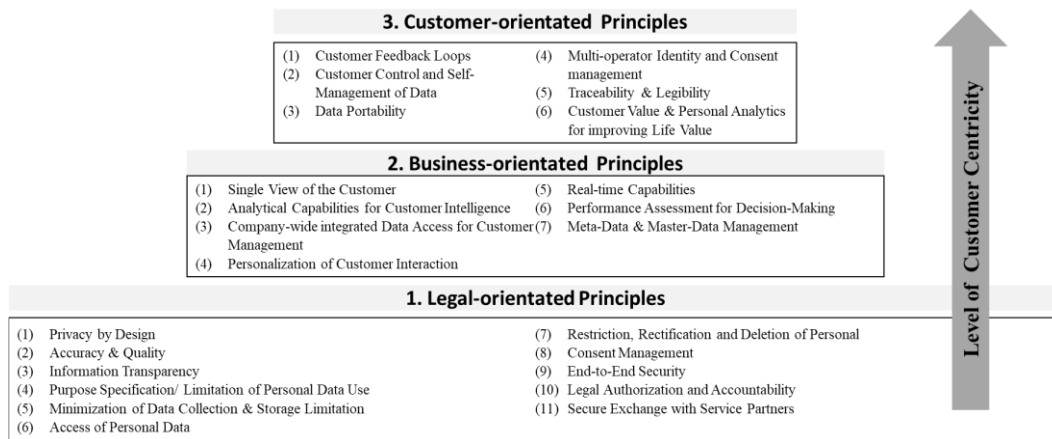 3. Customer-orientated Principles
(1) Customer Feedback Loops
(2) Customer Control and Self-
Management of Data
(3) Data Portability
(4) Multi-operator Identity and Consent
management
(5) Traceability & Legibility
(6) Customer Value & Personal Analytics
for improving Life Value
2. Business-orientated Principles
(1) Single View of the Customer
(2) Analytical Capabilities for Customer Intelligence
(3) Company-wide integrated Data Access for Customer
Management
(4) Personalization of Customer Interaction
(5) Real-time Capabilities
(6) Performance Assessment for Decision-Making
(7) Meta-Data & Master-Data Management
1. Legal-orientated Principles
(1) Privacy by Design
(2) Accuracy & Quality
(3) Information Transparency
(4) Purpose Specification/ Limitation of Personal Data Use
(5) Minimization of Data Collection & Storage Limitation
(6) Access of Personal Data
(7) Restriction, Rectification and Deletion of Personal
(8) Consent Management
(9) End-to-End Security
(10) Legal Authorization and Accountability
(11) Secure Exchange with Service Partners
Level of Customer Centricity